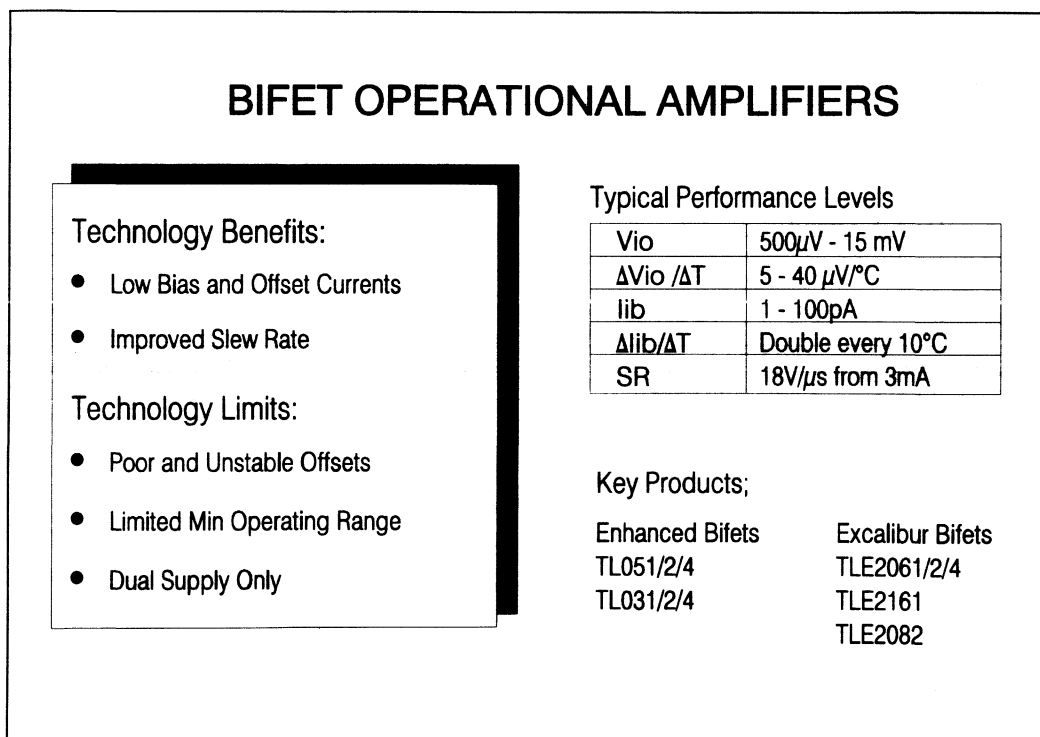 BIFET OPERATIONAL AMPLIFIERS
Technology Benefits:
● Low Bias and Offset Currents
● Improved Slew Rate
Technology Limits:
● Poor and Unstable Offsets
● Limited Min Operating Range
● Dual Supply Only
Typical Performance Levels
Vio 500µV - 15 mV
ΔVio /ΔT 5 - 40 µV/°C
Iib 1 - 100pA
ΔIib/ΔT Double every 10°C
SR 18V/µs from 3mA
Key Products;
Enhanced Bifets Excalibur Bifets
TL051/2/4 TLE2061/2/4
TL031/2/4 TLE2161
TLE2082